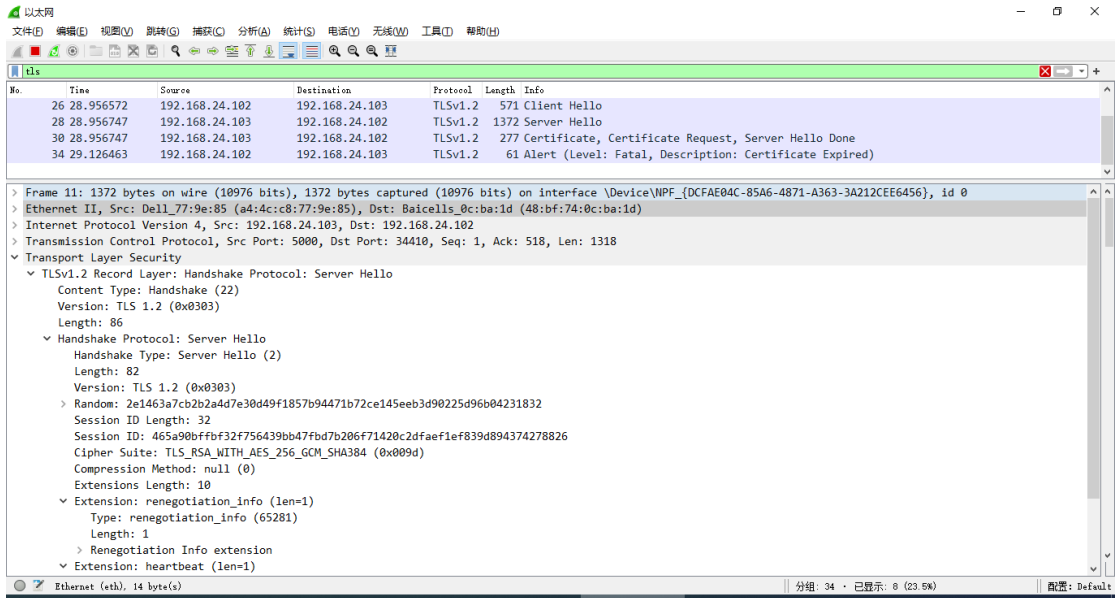 以太网
文件(F) 编辑(E) 视图(V) 跳转(G) 捕获(C) 分析(A) 统计(S) 电话(Y) 无线(W) 工具(T) 帮助(H)
tls
No. Time Source Destination Protocol Length Info
26 28.956572 192.168.24.102 192.168.24.103 TLSv1.2 571 Client Hello
28 28.956747 192.168.24.103 192.168.24.102 TLSv1.2 1372 Server Hello
30 28.956747 192.168.24.103 192.168.24.102 TLSv1.2 277 Certificate, Certificate Request, Server Hello Done
34 29.126463 192.168.24.102 192.168.24.103 TLSv1.2 61 Alert (Level: Fatal, Description: Certificate Expired)
Frame 11: 1372 bytes on wire (10976 bits), 1372 bytes captured (10976 bits) on interface \Device\NPF_{DCFAE04C-85A6-4871-A363-3A212CEE6456}, id 0
Ethernet II, Src: Dell_77:9e:85 (a4:4c:c8:77:9e:85), Dst: Baicells_0c:ba:1d (48:bf:74:0c:ba:1d)
Internet Protocol Version 4, Src: 192.168.24.103, Dst: 192.168.24.102
Transmission Control Protocol, Src Port: 5000, Dst Port: 34410, Seq: 1, Ack: 518, Len: 1318
Transport Layer Security
TLSv1.2 Record Layer: Handshake Protocol: Server Hello
Content Type: Handshake (22)
Version: TLS 1.2 (0x0303)
Length: 86
Handshake Protocol: Server Hello
Handshake Type: Server Hello (2)
Length: 82
Version: TLS 1.2 (0x0303)
Random: 2e1463a7cb2b2a4d7e30d49f1857b94471b72ce145eeb3d90225d96b04231832
Session ID Length: 32
Session ID: 465a90bffbf32f756439bb47fbd7b206f71420c2dfaef1ef839d894374278826
Cipher Suite: TLS_RSA_WITH_AES_256_GCM_SHA384 (0x009d)
Compression Method: null (0)
Extensions Length: 10
Extension: renegotiation_info (len=1)
Type: renegotiation_info (65281)
Length: 1
Renegotiation Info extension
Extension: heartbeat (len=1)
Ethernet (eth), 14 byte(s) 分组: 34 · 已显示: 8 (23.5%) 配置: Default